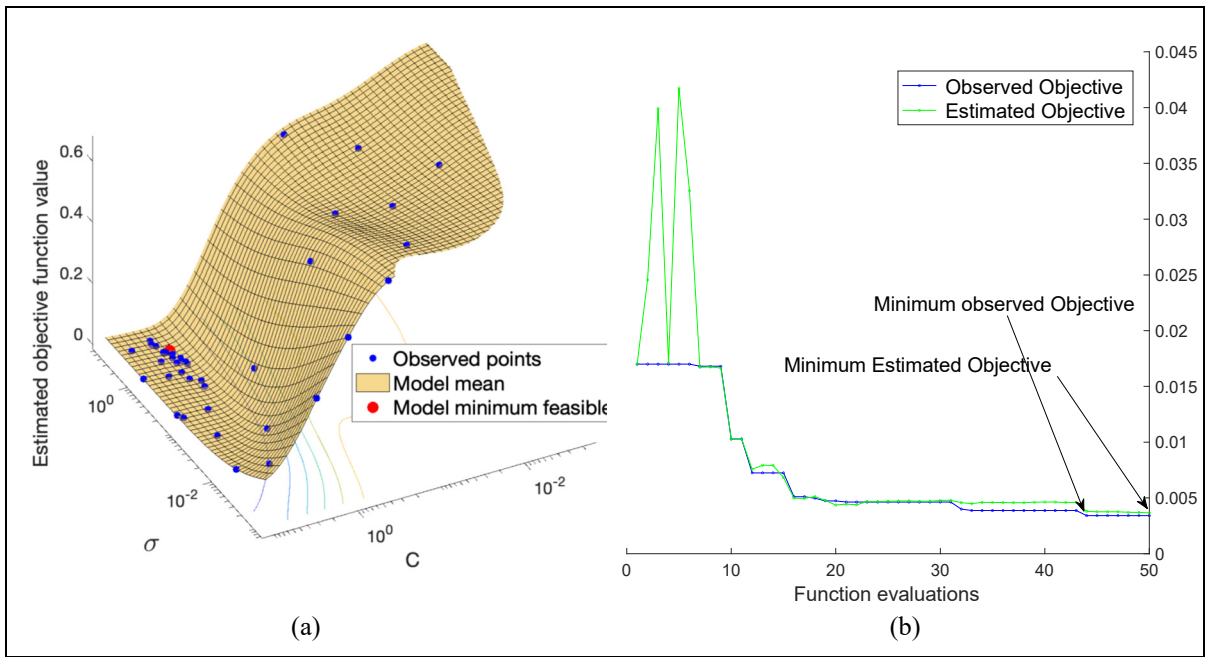 Estimated objective function value
0.6
0.4
0.2
0
10^0
10^-2
σ
10^0
10^-2
C
Observed points
Model mean
Model minimum feasible
(a)
Observed Objective
Estimated Objective
Minimum observed Objective
Minimum Estimated Objective
0.045
0.04
0.035
0.03
0.025
0.02
0.015
0.01
0.005
0
0
10
20
30
40
50
Function evaluations
(b)